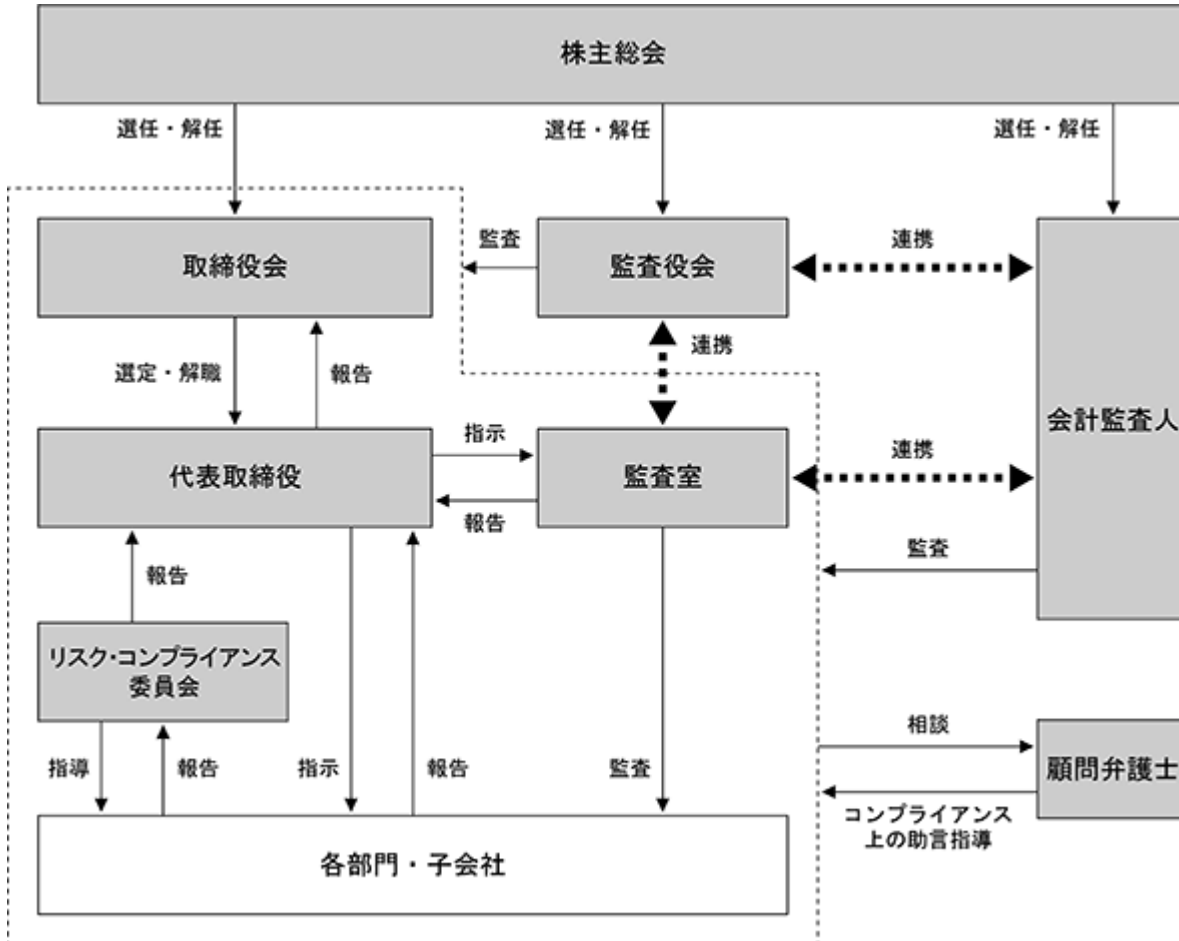 株主総会
選任・解任
選任・解任
選任・解任
取締役会
監査
監査役会
連携
選定・解職
報告
連携
代表取締役
指示
報告
監査室
連携
会計監査人
監査
報告
リスク・コンプライアンス
委員会
指導
報告
指示
報告
監査
相談
顧問弁護士
コンプライアンス
上の助言指導
各部門・子会社